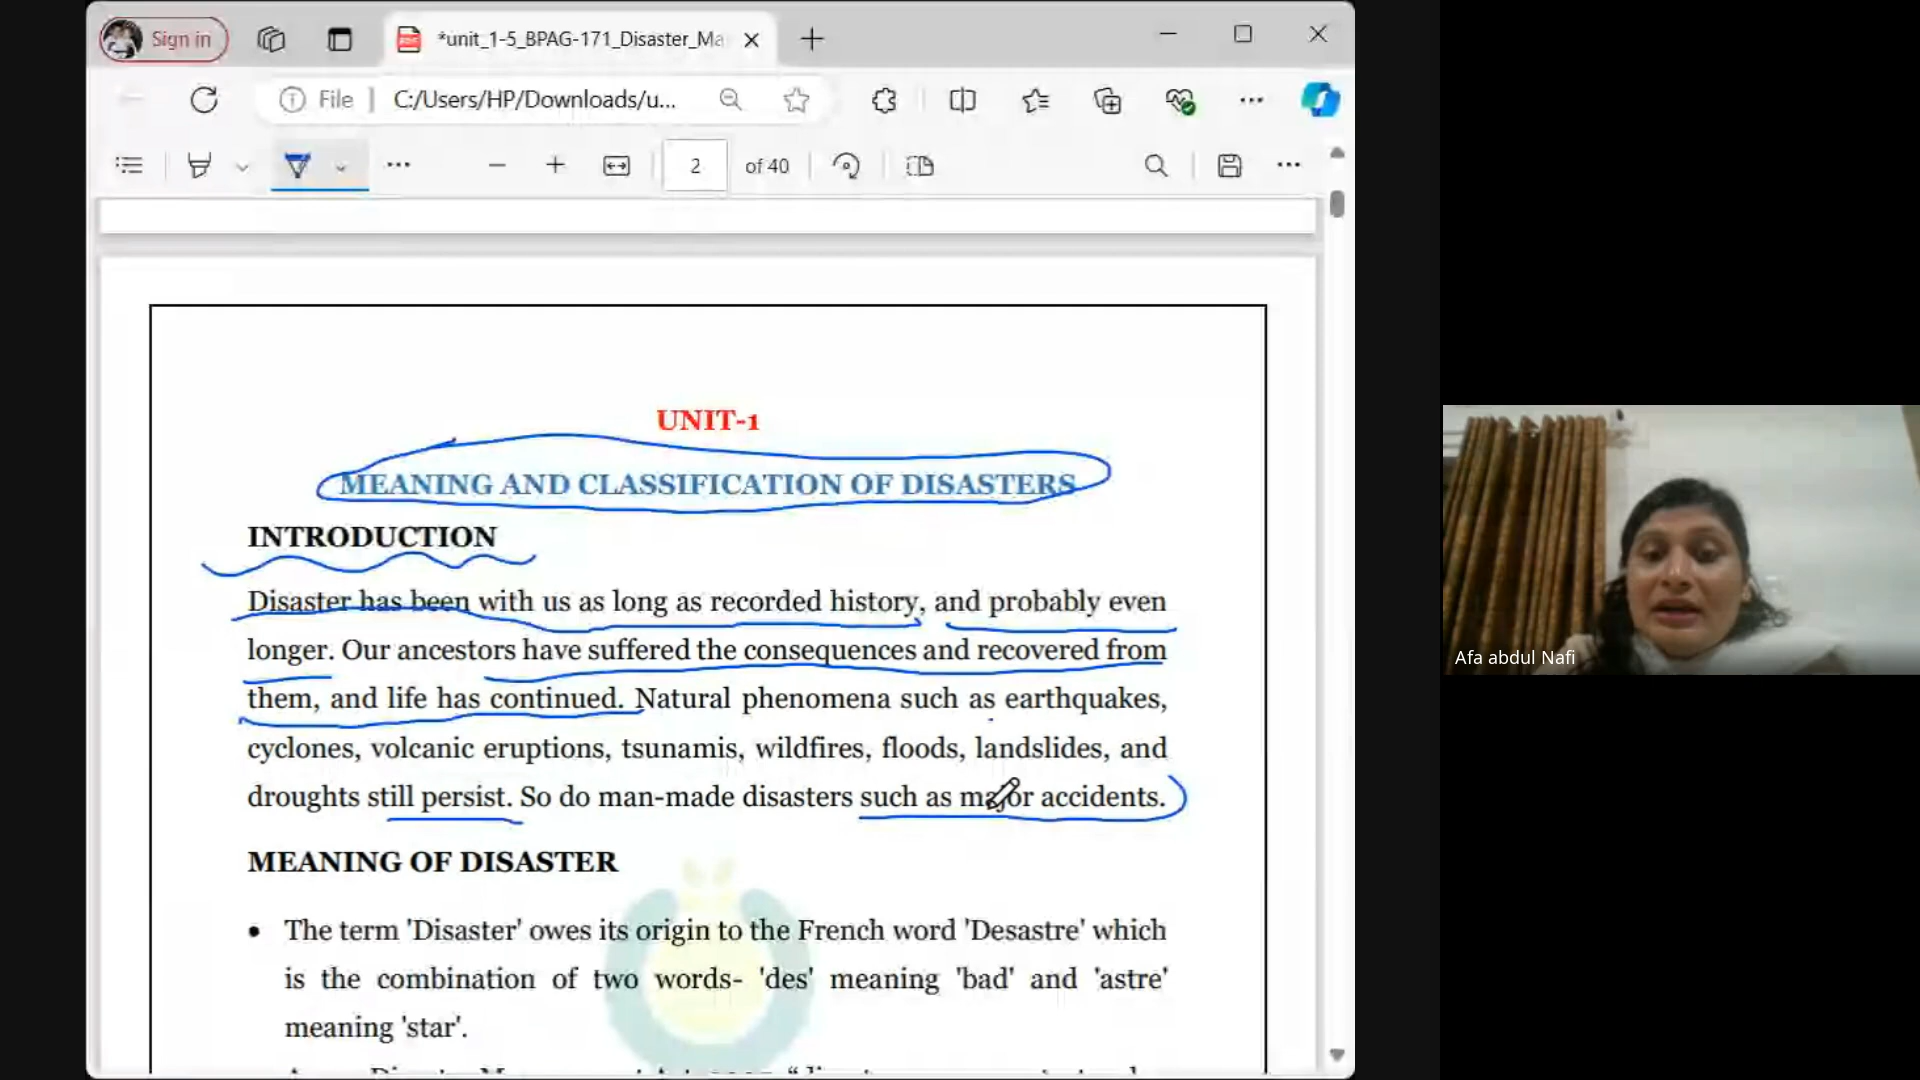 Sign in
*unit_1-5_BPAG-171_Disaster_Ma
File
C:/Users/HP/Downloads/u...
2 of 40
UNIT-1
MEANING AND CLASSIFICATION OF DISASTERS
INTRODUCTION
Disaster has been with us as long as recorded history, and probably even
longer. Our ancestors have suffered the consequences and recovered from
them, and life has continued. Natural phenomena such as earthquakes,
cyclones, volcanic eruptions, tsunamis, wildfires, floods, landslides, and
droughts still persist. So do man-made disasters such as major accidents.
MEANING OF DISASTER
• The term 'Disaster' owes its origin to the French word 'Desastre' which
is the combination of two words- 'des' meaning 'bad' and 'astre'
meaning 'star'.
Afa abdul Nafi